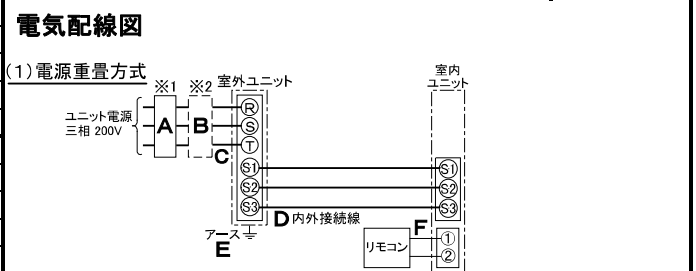 電気配線図
(1)電源重畳方式
※1 ※2 室外ユニット
室内
ユニット
ユニット電源
三相 200V
A
B
C
R
S
T
S1
S2
S3
S1
S2
S3
D 内外接続線
アース
E
F
リモコン
①
②